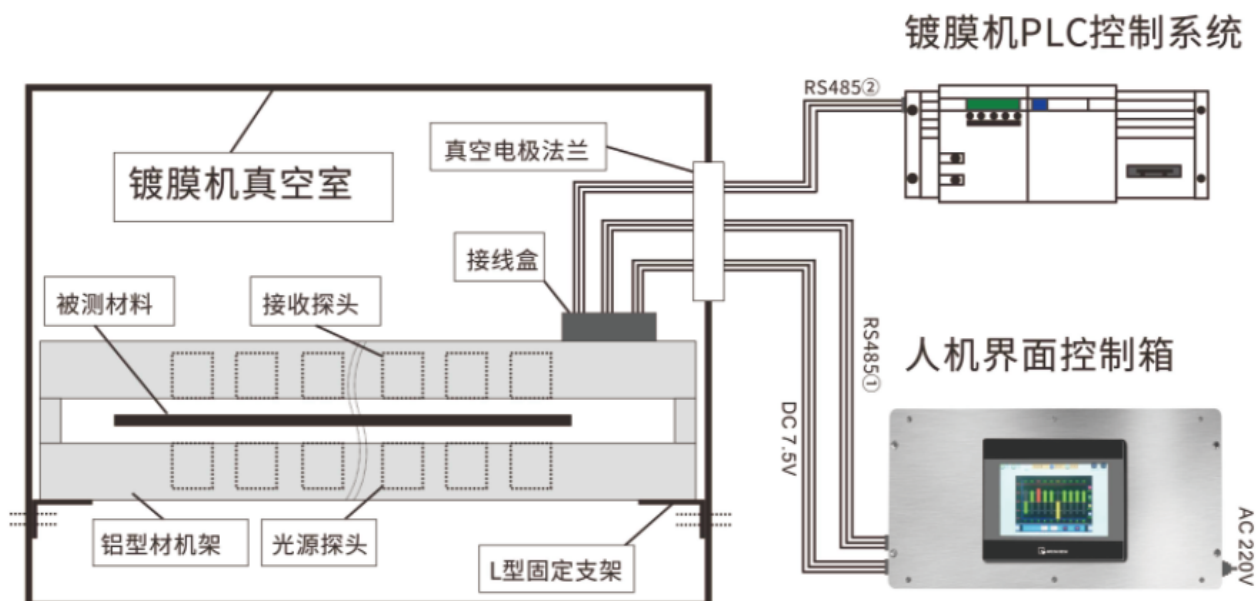 镀膜机PLC控制系统
RS485②
真空电极法兰
镀膜机真空室
接线盒
被测材料
接收探头
RS485①
人机界面控制箱
DC 7.5V
铝型材机架
光源探头
L型固定支架
AC 220V